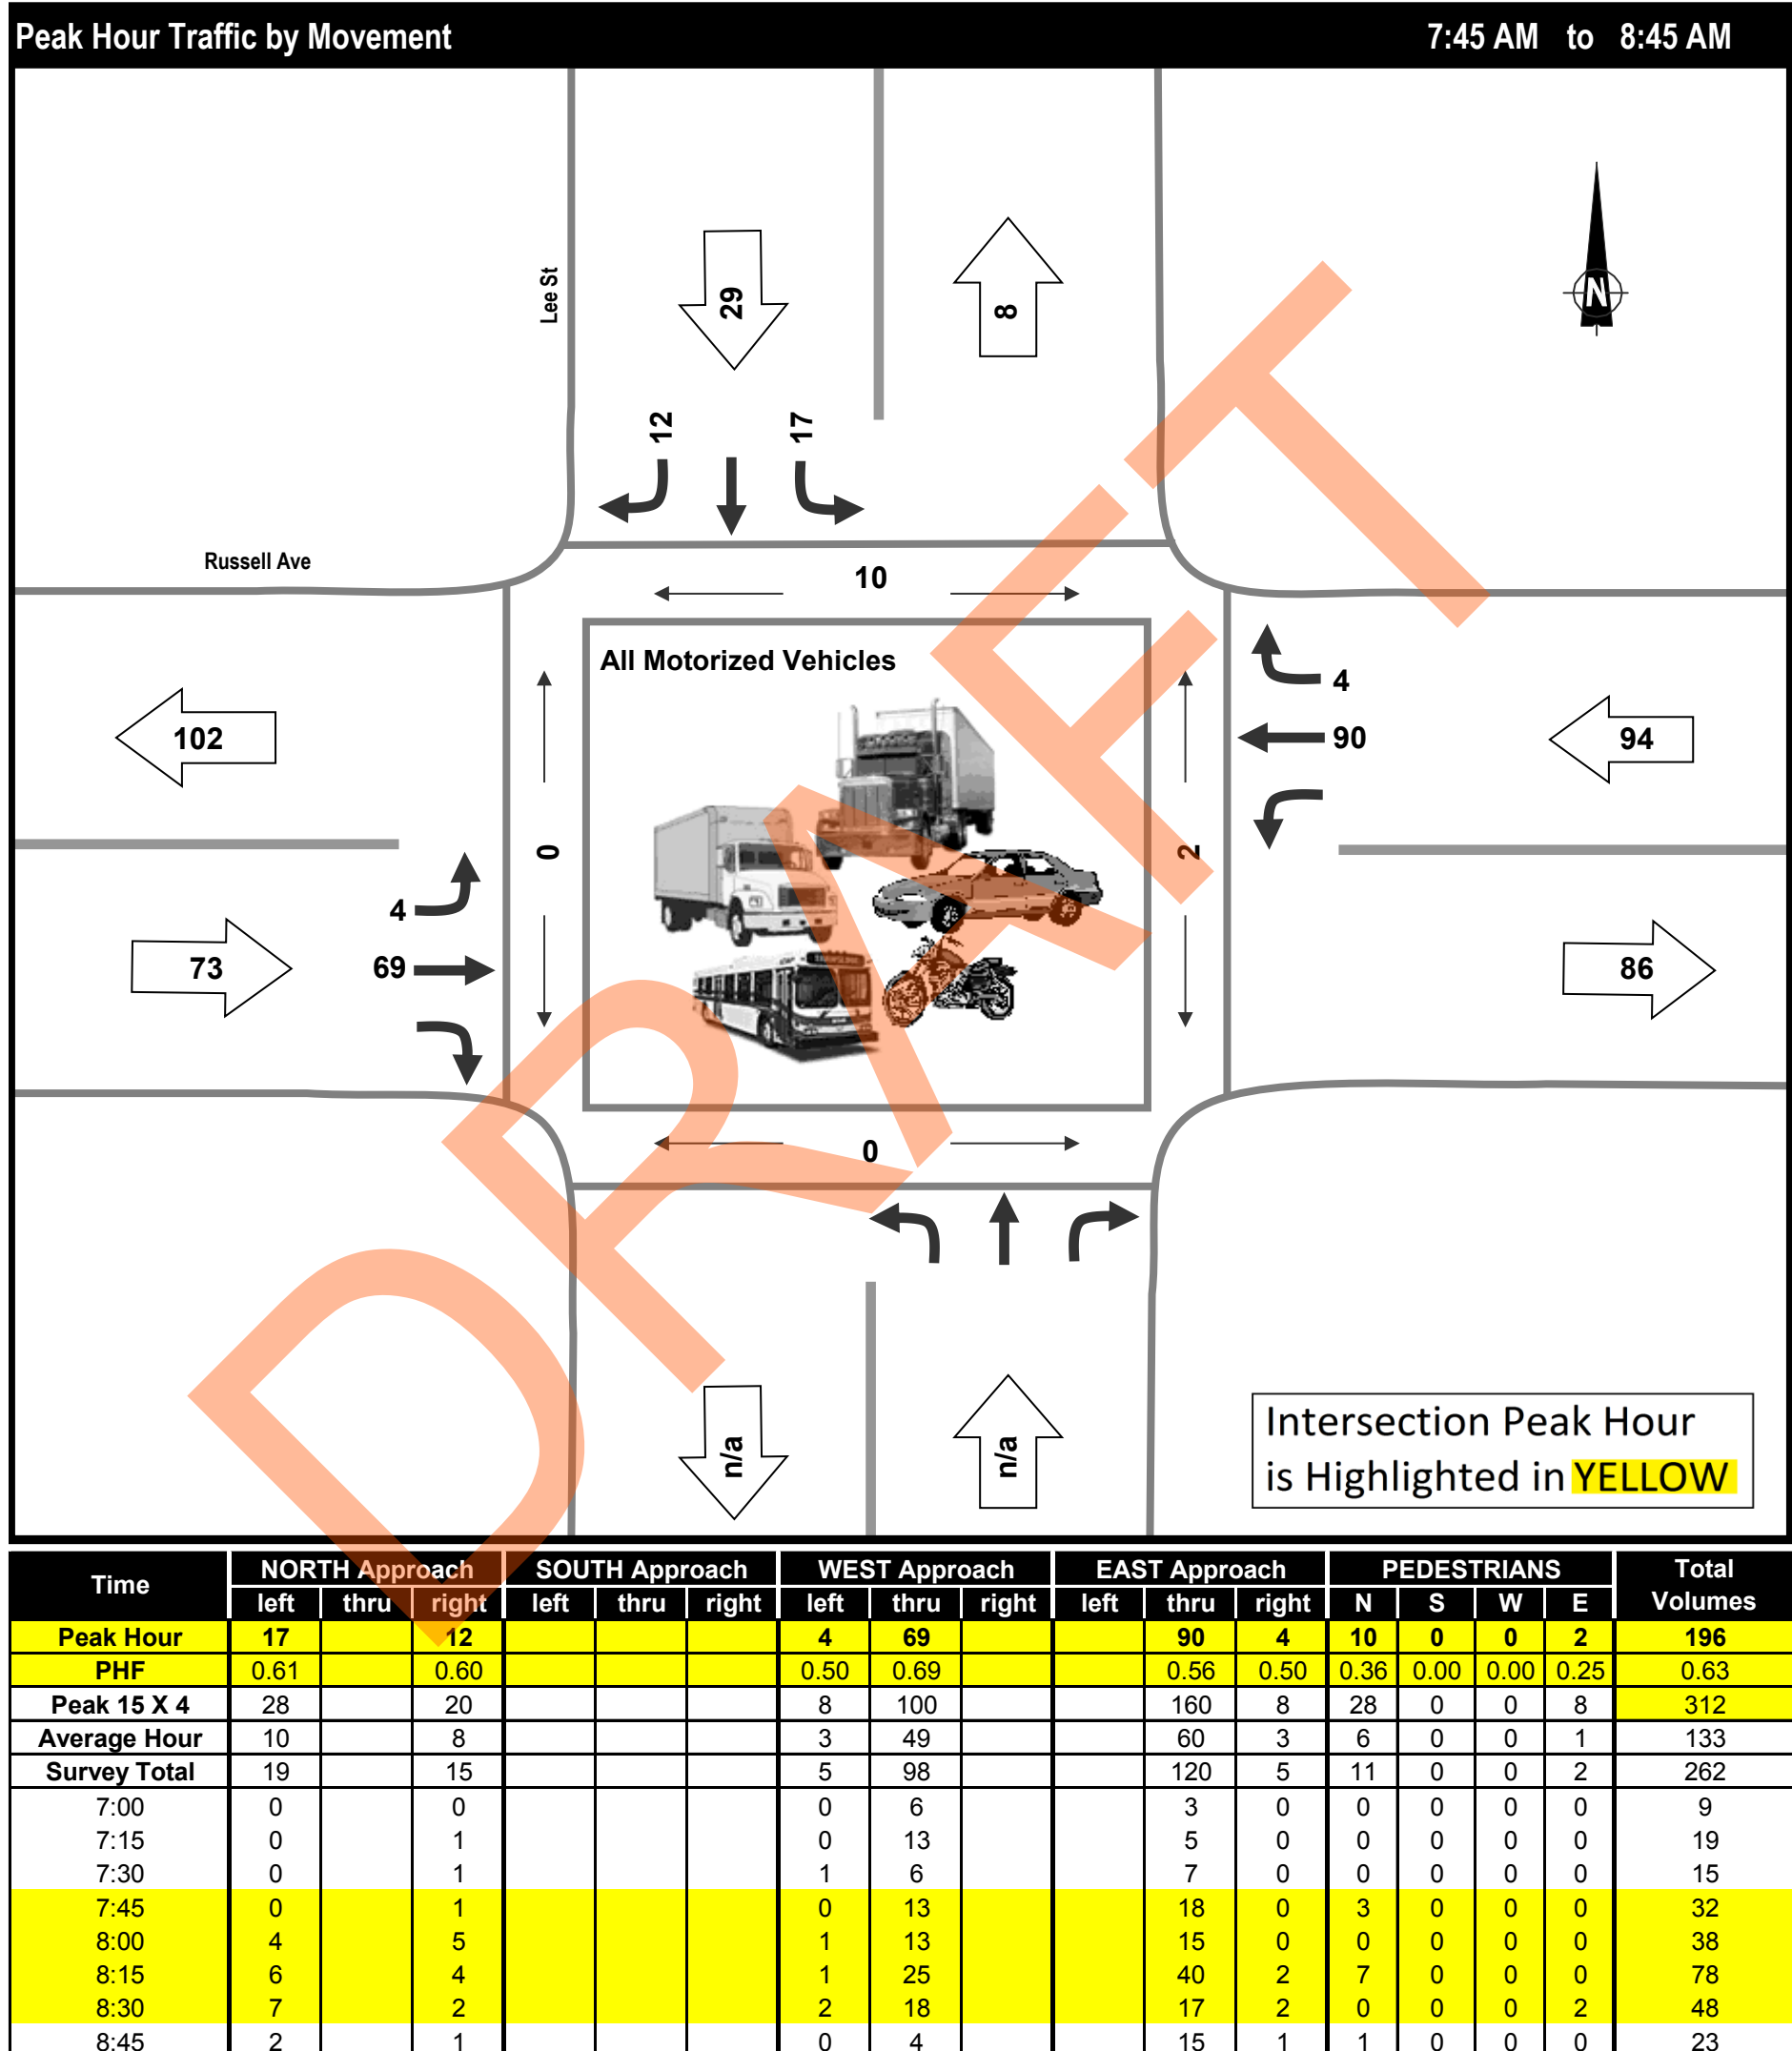 Peak Hour Traffic by Movement 7:45 AM to 8:45 AM
Lee St
29
8
N
12 17
Russell Ave
10
All Motorized Vehicles
4
102
90
94
0
2
4
73
69
86
0
n/a
n/a
Intersection Peak Hour
is Highlighted in YELLOW
DRAFT
Time NORTH Approach SOUTH Approach WEST Approach EAST Approach PEDESTRIANS Total Volumes
left thru right left thru right left thru right left thru right N S W E
Peak Hour 17 12 4 69 90 4 10 0 0 2 196
PHF 0.61 0.60 0.50 0.69 0.56 0.50 0.36 0.00 0.00 0.25 0.63
Peak 15 X 4 28 20 8 100 160 8 28 0 0 8 312
Average Hour 10 8 3 49 60 3 6 0 0 1 133
Survey Total 19 15 5 98 120 5 11 0 0 2 262
7:00 0 0 0 6 3 0 0 0 0 0 9
7:15 0 1 0 13 5 0 0 0 0 0 19
7:30 0 1 1 6 7 0 0 0 0 0 15
7:45 0 1 0 13 18 0 3 0 0 0 32
8:00 4 5 1 13 15 0 0 0 0 0 38
8:15 6 4 1 25 40 2 7 0 0 0 78
8:30 7 2 2 18 17 2 0 0 0 2 48
8:45 2 1 0 4 15 1 1 0 0 0 23